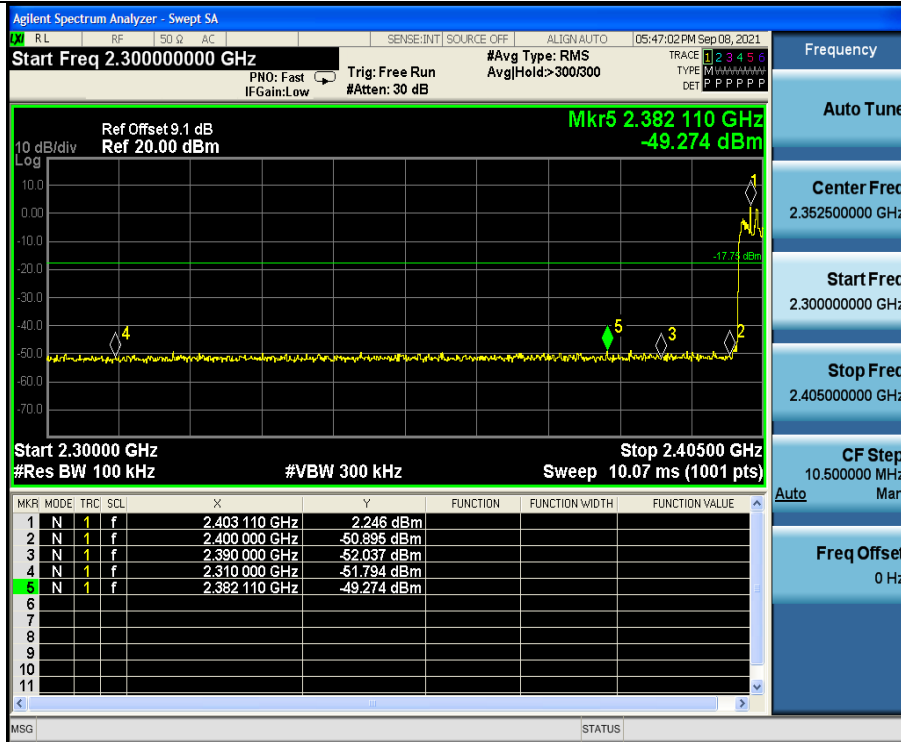 Agilent Spectrum Analyzer - Swept SA
LXI RL RF 50 Ω AC SENSE:INT SOURCE OFF ALIGN AUTO 05:47:02 PM Sep 08, 2021
Start Freq 2.300000000 GHz
PNO: Fast
IFGain:Low
Trig: Free Run
#Atten: 30 dB
#Avg Type: RMS
Avg|Hold:>300/300
TRACE 1 2 3 4 5 6
TYPE M
DET P P P P P P
Frequency
Auto Tune
Center Freq
2.352500000 GHz
Start Freq
2.300000000 GHz
Stop Freq
2.405000000 GHz
CF Step
10.500000 MHz
Auto Man
Freq Offset
0 Hz
Mkr5 2.382 110 GHz
-49.274 dBm
Ref Offset 9.1 dB
10 dB/div Ref 20.00 dBm
Log
10.0
0.00
-10.0
-20.0
-30.0
-40.0
-50.0
-60.0
-70.0
1
-17.75 dBm
4
5
3
2
Start 2.30000 GHz Stop 2.40500 GHz
#Res BW 100 kHz #VBW 300 kHz Sweep 10.07 ms (1001 pts)
MKR MODE TRC SCL X Y FUNCTION FUNCTION WIDTH FUNCTION VALUE
1 N 1 f 2.403 110 GHz 2.246 dBm
2 N 1 f 2.400 000 GHz -50.895 dBm
3 N 1 f 2.390 000 GHz -52.037 dBm
4 N 1 f 2.310 000 GHz -51.794 dBm
5 N 1 f 2.382 110 GHz -49.274 dBm
6
7
8
9
10
11
MSG STATUS